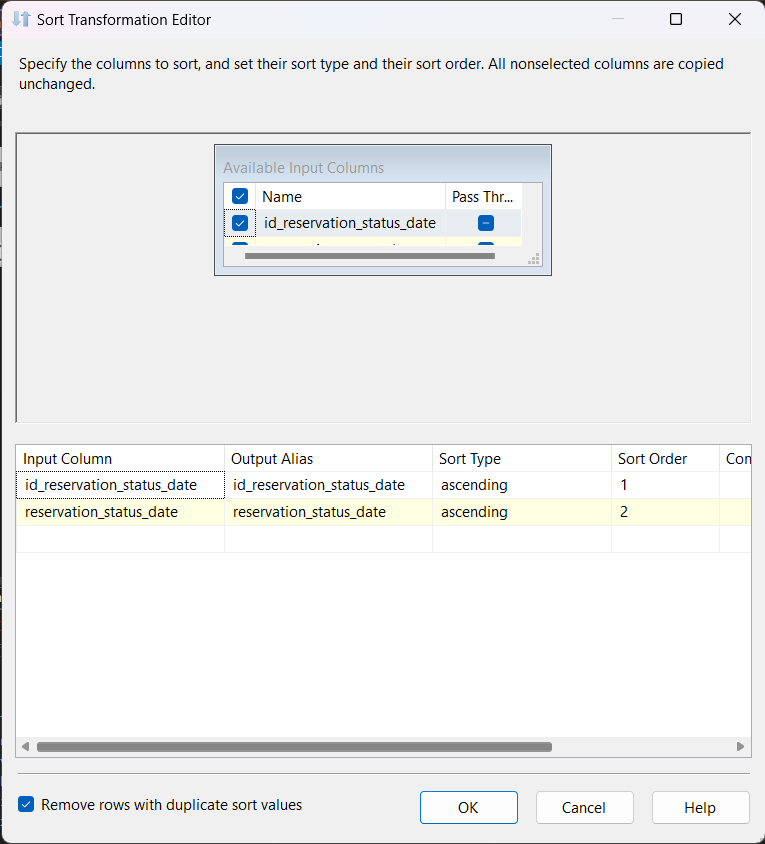 Sort Transformation Editor
Specify the columns to sort, and set their sort type and their sort order. All nonselected columns are copied
unchanged.
Available Input Columns
Name Pass Thr...
id_reservation_status_date
Input Column Output Alias Sort Type Sort Order Con
id_reservation_status_date id_reservation_status_date ascending 1
reservation_status_date reservation_status_date ascending 2
Remove rows with duplicate sort values OK Cancel Help